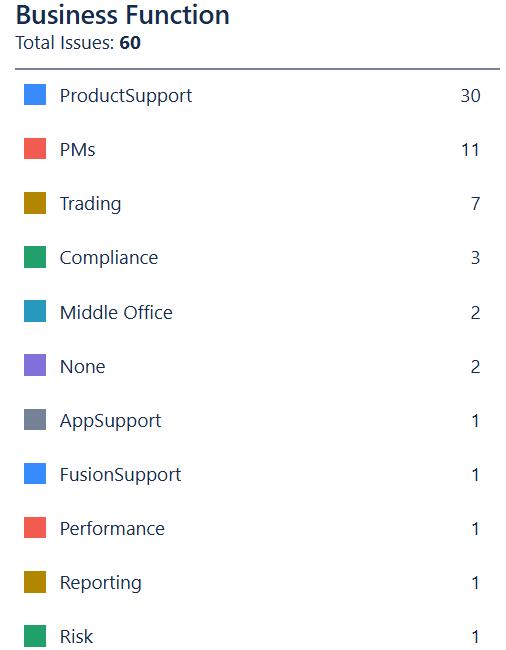 Business Function
Total Issues: 60
ProductSupport 30
PMs 11
Trading 7
Compliance 3
Middle Office 2
None 2
AppSupport 1
FusionSupport 1
Performance 1
Reporting 1
Risk 1